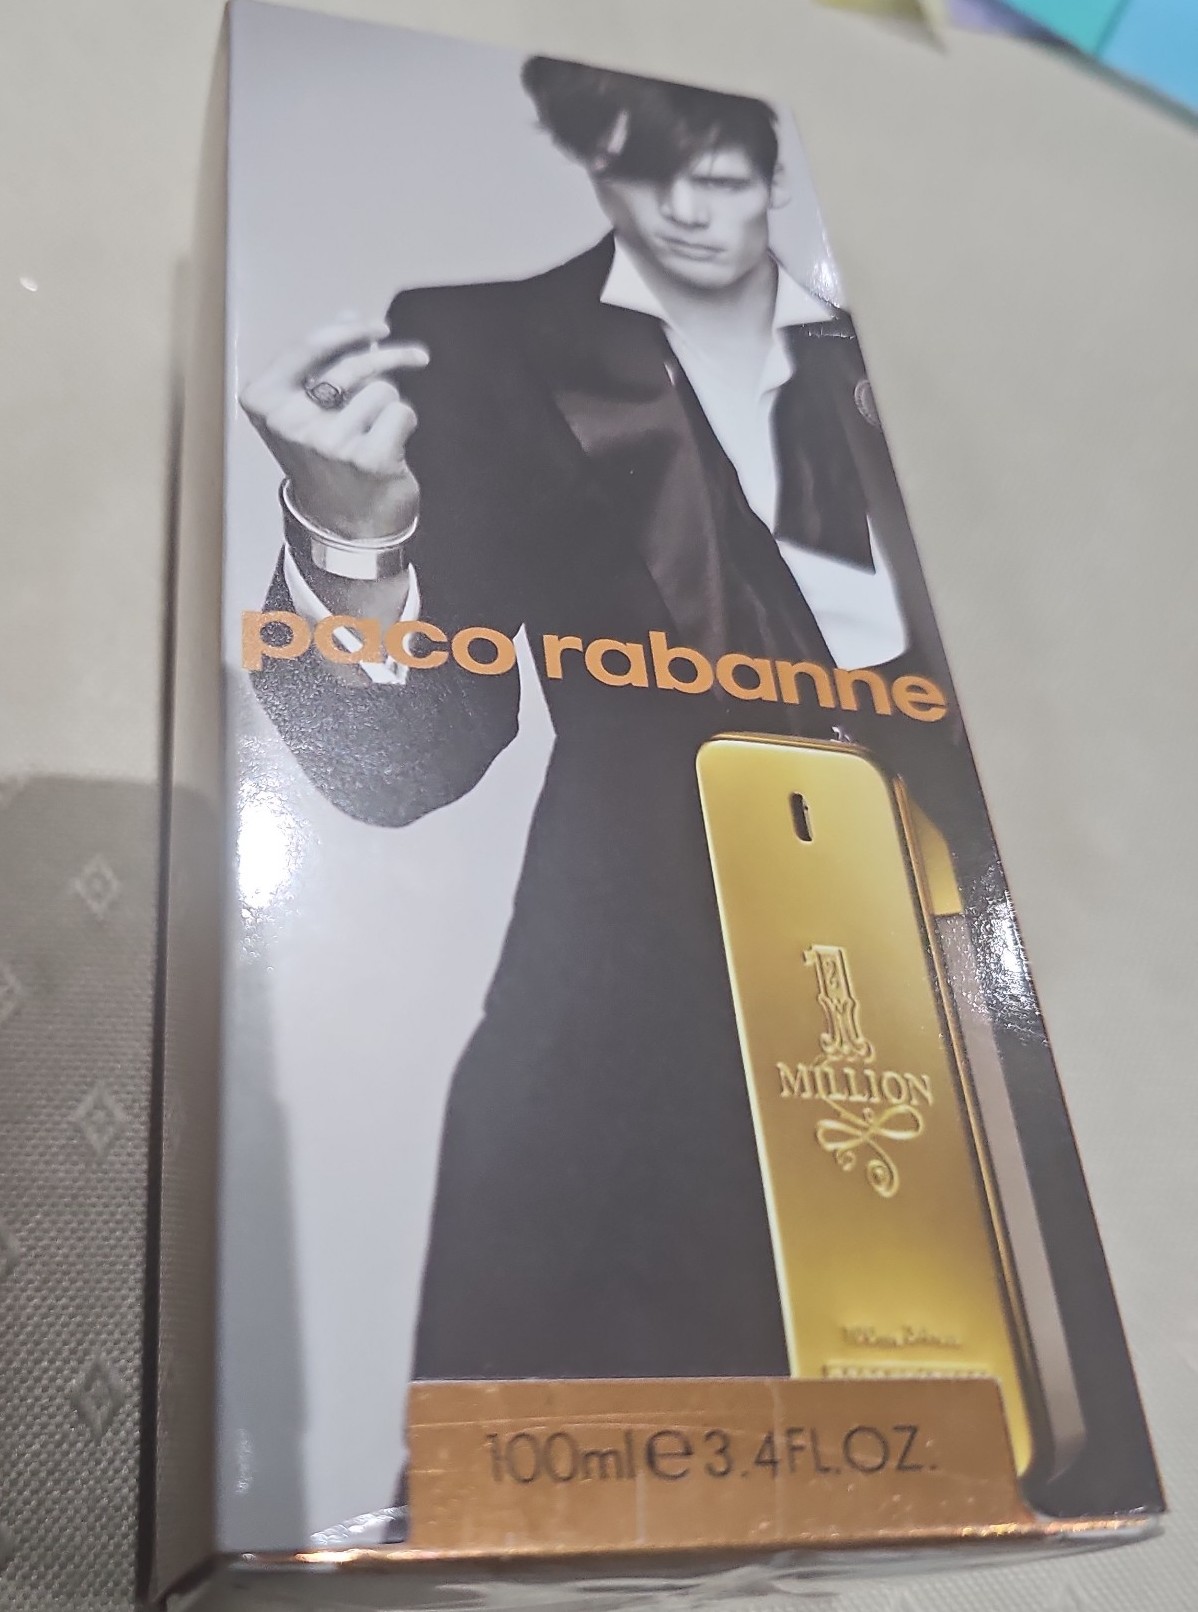 paco rabanne
1
MILLION
100ml e 3.4FL.OZ.